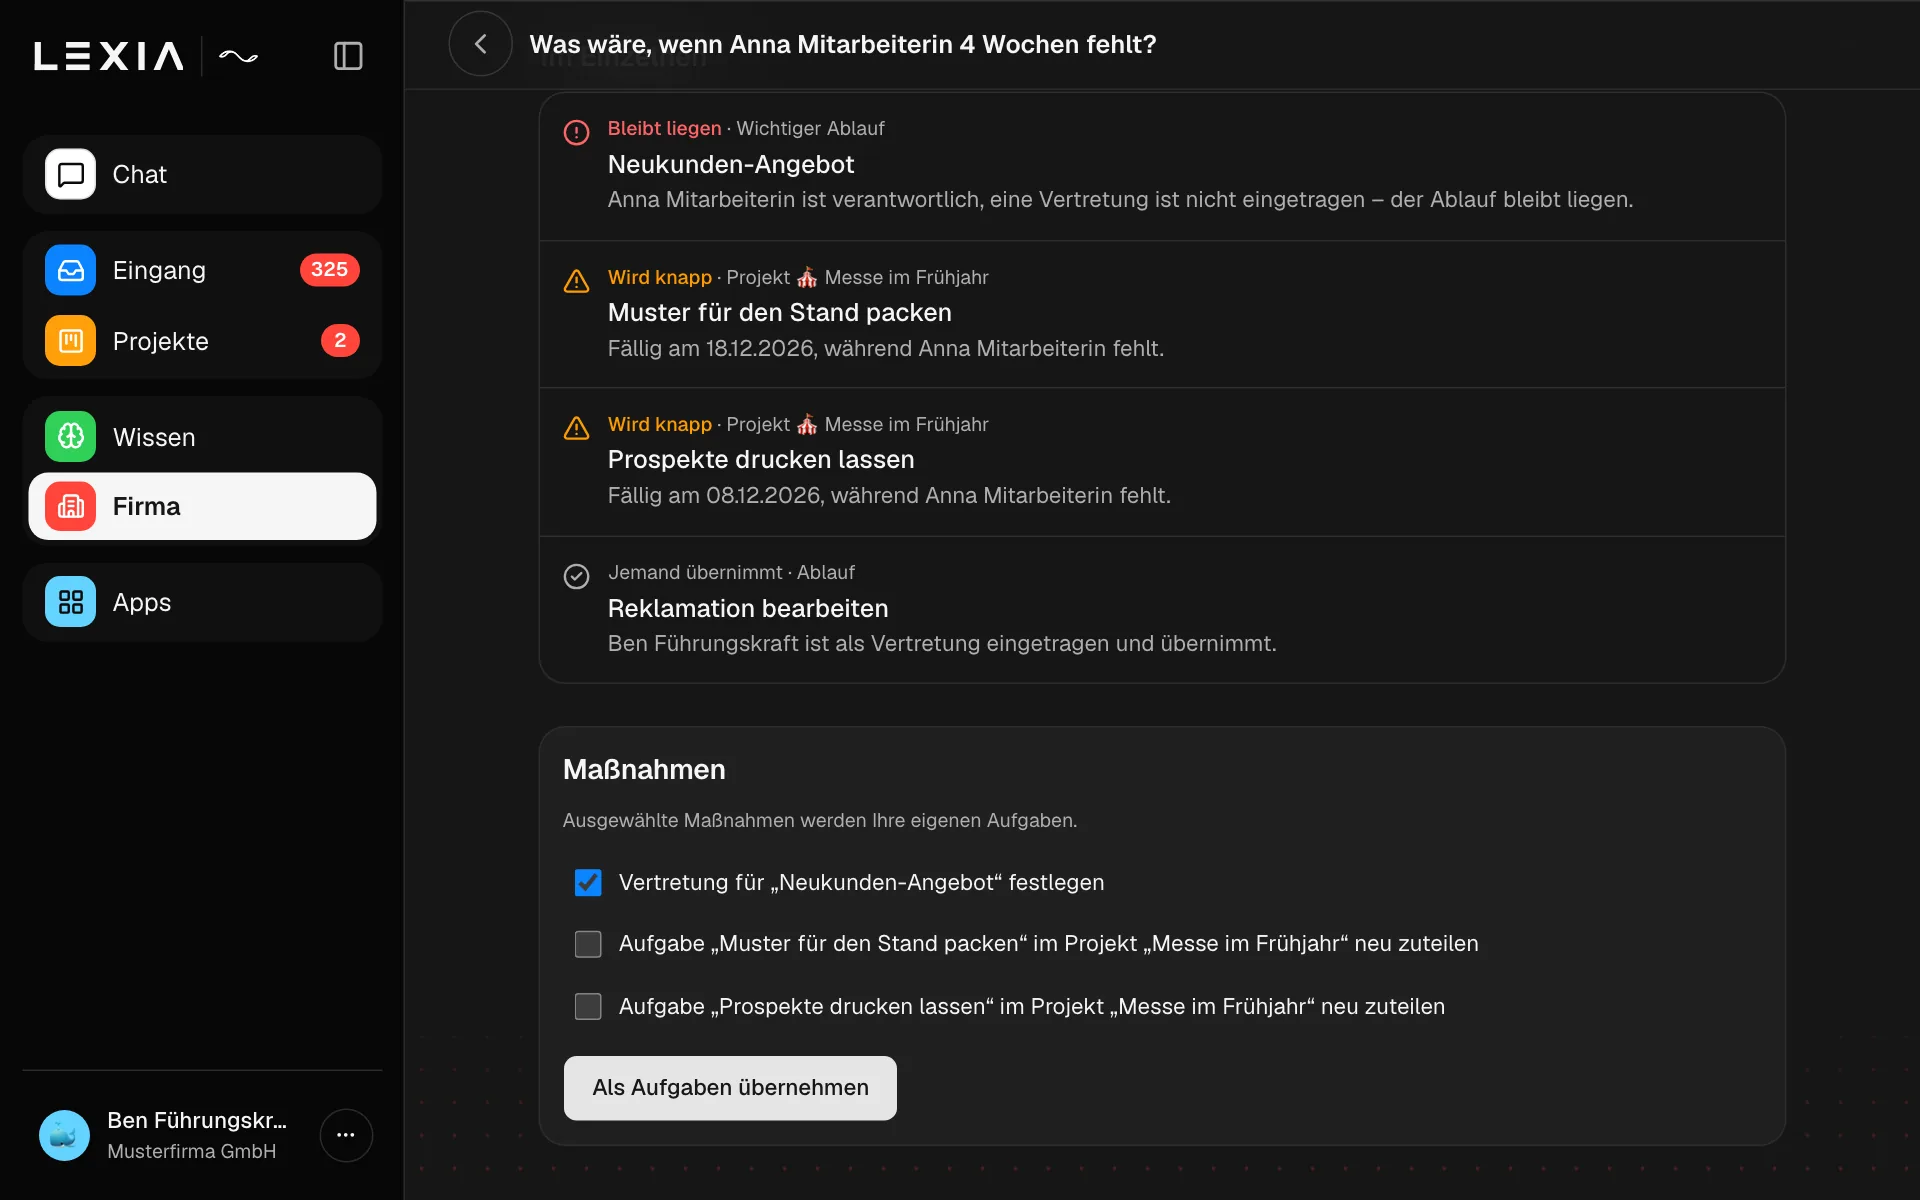 LEXIA
Chat
Eingang 325
Projekte 2
Wissen
Firma
Apps
Ben Führungskr...
Musterfirma GmbH
Was wäre, wenn Anna Mitarbeiterin 4 Wochen fehlt?
Im Einzelnen
Bleibt liegen · Wichtiger Ablauf
Neukunden-Angebot
Anna Mitarbeiterin ist verantwortlich, eine Vertretung ist nicht eingetragen – der Ablauf bleibt liegen.
Wird knapp · Projekt 🎪 Messe im Frühjahr
Muster für den Stand packen
Fällig am 18.12.2026, während Anna Mitarbeiterin fehlt.
Wird knapp · Projekt 🎪 Messe im Frühjahr
Prospekte drucken lassen
Fällig am 08.12.2026, während Anna Mitarbeiterin fehlt.
Jemand übernimmt · Ablauf
Reklamation bearbeiten
Ben Führungskraft ist als Vertretung eingetragen und übernimmt.
Maßnahmen
Ausgewählte Maßnahmen werden Ihre eigenen Aufgaben.
Vertretung für „Neukunden-Angebot“ festlegen
Aufgabe „Muster für den Stand packen“ im Projekt „Messe im Frühjahr“ neu zuteilen
Aufgabe „Prospekte drucken lassen“ im Projekt „Messe im Frühjahr“ neu zuteilen
Als Aufgaben übernehmen